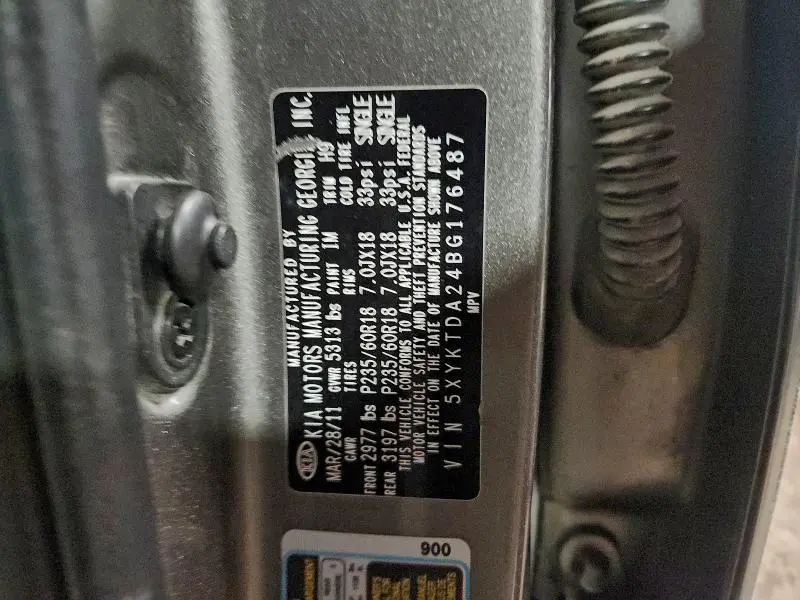 MANUFACTURED BY
KIA KIA MOTORS MANUFACTURING GEORGIA, INC.
MAR/28/11 GVWR 5313 lbs PAINT IM TRIM H9
GAWR TIRES RIMS COLD TIRE INFL
FRONT 2977 lbs P235/60R18 7.0JX18 33psi SINGLE
REAR 3197 lbs P235/60R18 7.0JX18 33psi SINGLE
THIS VEHICLE CONFORMS TO ALL APPLICABLE U.S.A. FEDERAL
MOTOR VEHICLE SAFETY AND THEFT PREVENTION STANDARDS
IN EFFECT ON THE DATE OF MANUFACTURE SHOWN ABOVE
VIN 5XYKTDA24BG176487
MPV
900